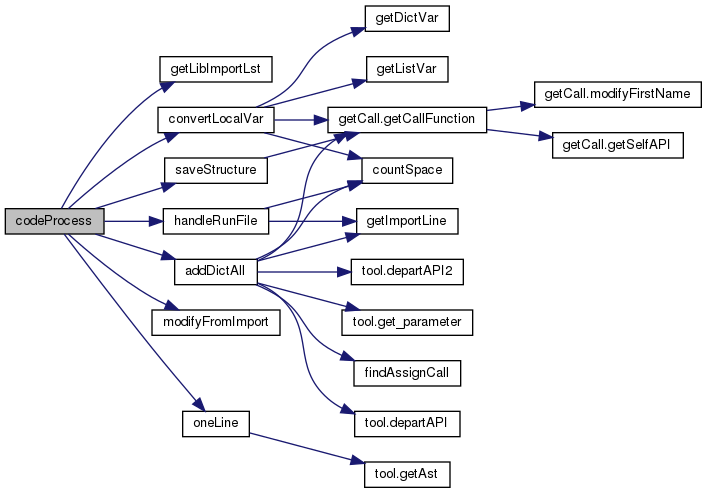 getDictVar
getLibImportLst
getListVar
getCall.modifyFirstName
convertLocalVar
getCall.getCallFunction
getCall.getSelfAPI
saveStructure
countSpace
codeProcess
handleRunFile
getImportLine
addDictAll
tool.departAPI2
modifyFromImport
tool.get_parameter
findAssignCall
oneLine
tool.departAPI
tool.getAst